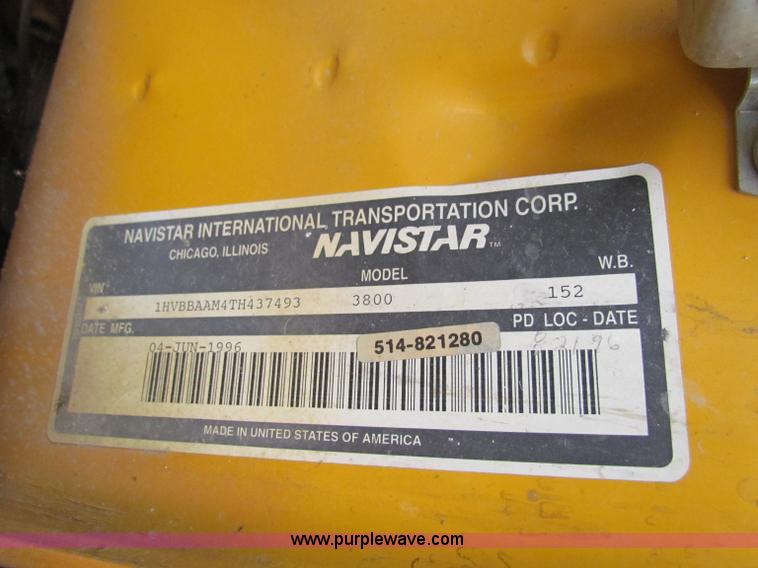 NAVISTAR INTERNATIONAL TRANSPORTATION CORP.
CHICAGO, ILLINOIS NAVISTAR TM
VIN MODEL W.B.
1HVBBAAM4TH437493 3800 152
DATE MFG. PD LOC - DATE
04-JUN-1996 514-821280
MADE IN UNITED STATES OF AMERICA
www.purplewave.com